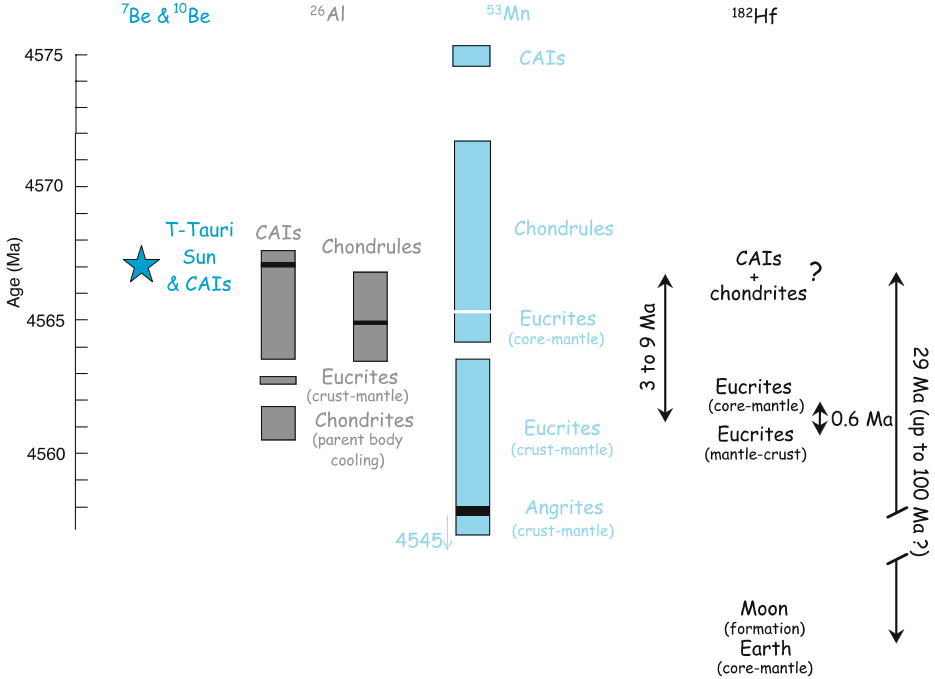 ⁷Be & ¹⁰Be
²⁶Al
⁵³Mn
¹⁸²Hf
Age (Ma)
4575
4570
4565
4560
T-Tauri
Sun
& CAIs
CAIs
Chondrules
Eucrites
(crust-mantle)
Chondrites
(parent body
cooling)
CAIs
Chondrules
Eucrites
(core-mantle)
Eucrites
(crust-mantle)
Angrites
(crust-mantle)
4545
3 to 9 Ma
CAIs
+
chondrites
?
Eucrites
(core-mantle)
0.6 Ma
Eucrites
(mantle-crust)
29 Ma (up to 100 Ma ?)
Moon
(formation)
Earth
(core-mantle)